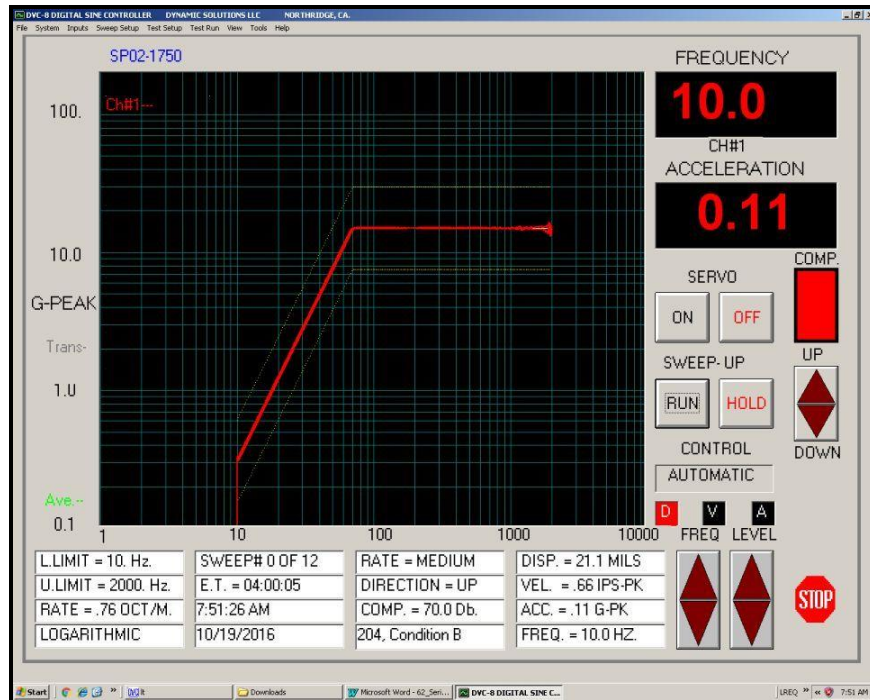 DVC-8 DIGITAL SINE CONTROLLER DYNAMIC SOLUTIONS LLC NORTHRIDGE, CA.
File System Inputs Sweep Setup Test Setup Test Run View Tools Help
SP02-1750
FREQUENCY
100.
Ch#1---
10.0
CH#1
ACCELERATION
0.11
10.0
G-PEAK
Trans-
1.0
Ave.--
0.1
1 10 100 1000 10000
COMP.
SERVO
ON OFF
UP
SWEEP-UP
RUN HOLD
DOWN
CONTROL
AUTOMATIC
D V A
FREQ LEVEL
STOP
L.LIMIT = 10. Hz. SWEEP# 0 OF 12 RATE = MEDIUM DISP. = 21.1 MILS
U.LIMIT = 2000. Hz. E.T. = 04:00:05 DIRECTION = UP VEL. = .66 IPS-PK
RATE = .76 OCT/M. 7:51:26 AM COMP. = 70.0 Db. ACC. = .11 G-PK
LOGARITHMIC 10/19/2016 204, Condition B FREQ. = 10.0 HZ.
Start Downloads Microsoft Word - 62_Seri... DVC-8 DIGITAL SINE C... LREQ 7:51 AM